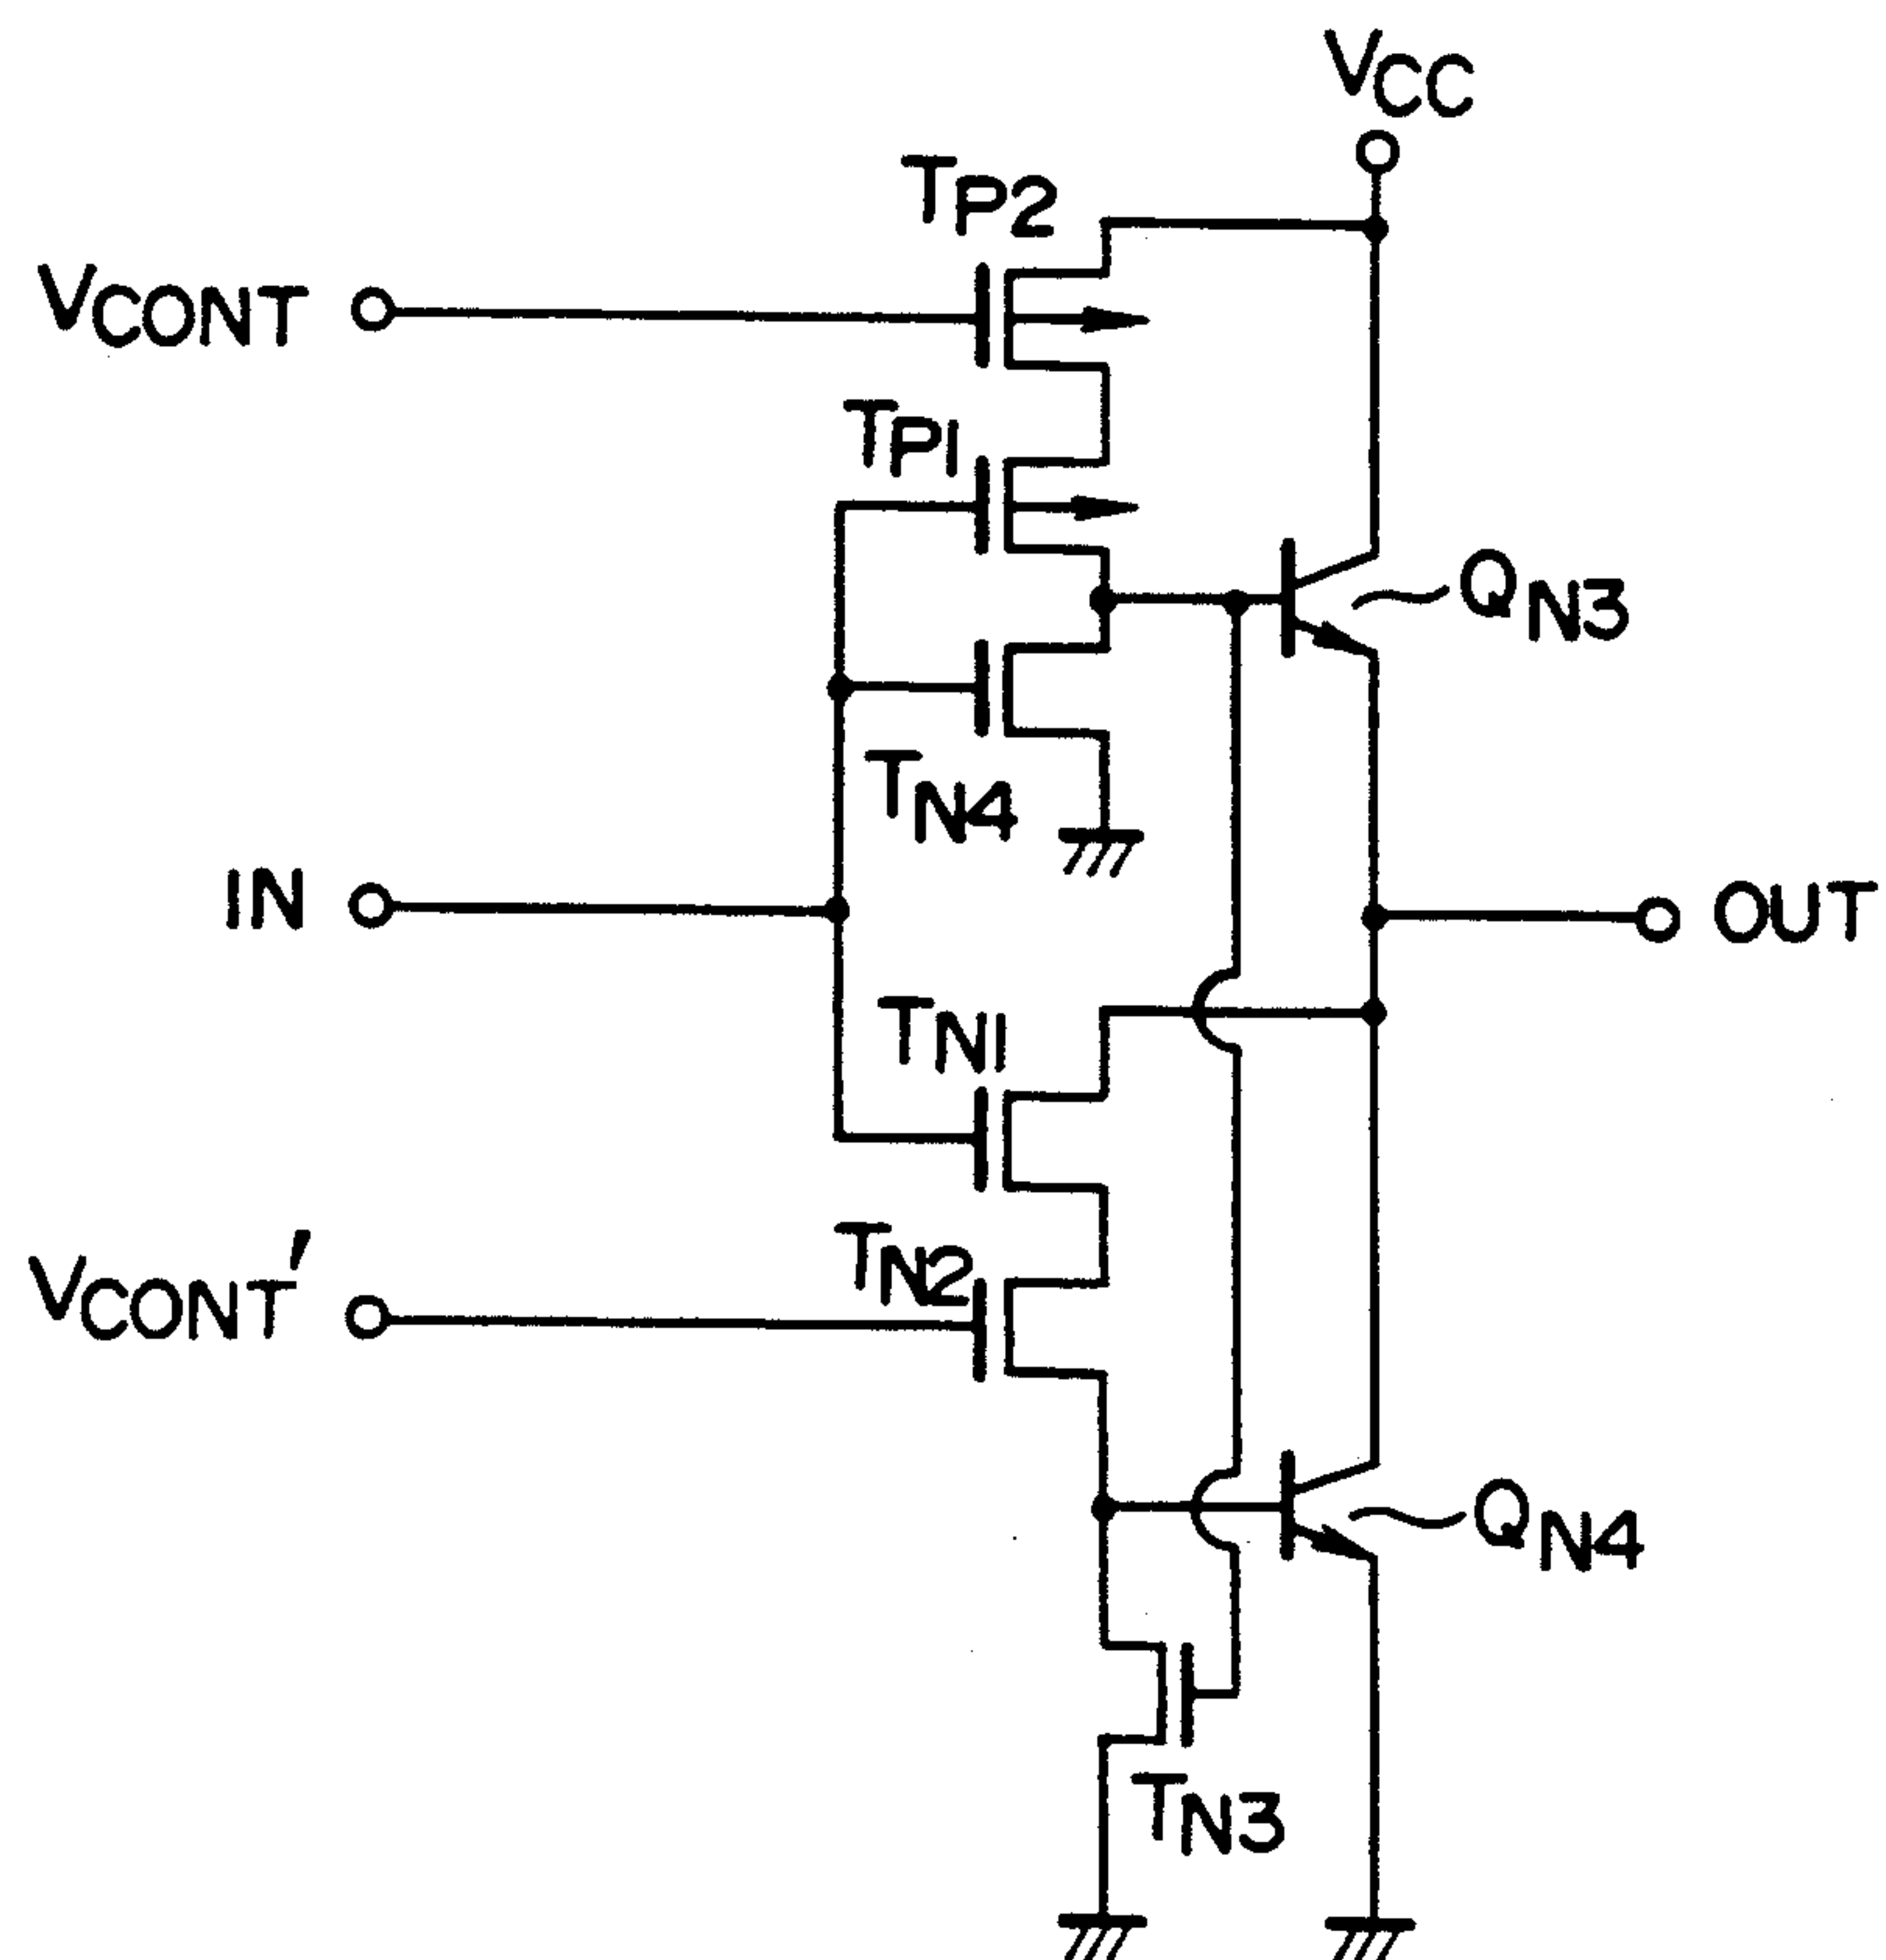 VCC
TP2
VCONT
TP1
QN3
TN4
IN
OUT
TN1
TN2
VCONT'
QN4
TN3